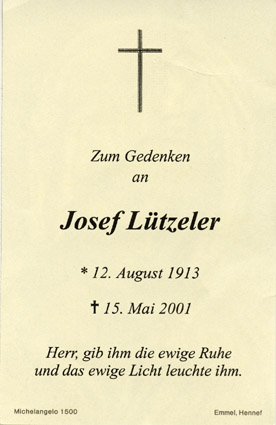 Zum Gedenken
an
Josef Lützeler
* 12. August 1913
✝ 15. Mai 2001
Herr, gib ihm die ewige Ruhe
und das ewige Licht leuchte ihm.
Michelangelo 1500
Emmel, Hennef